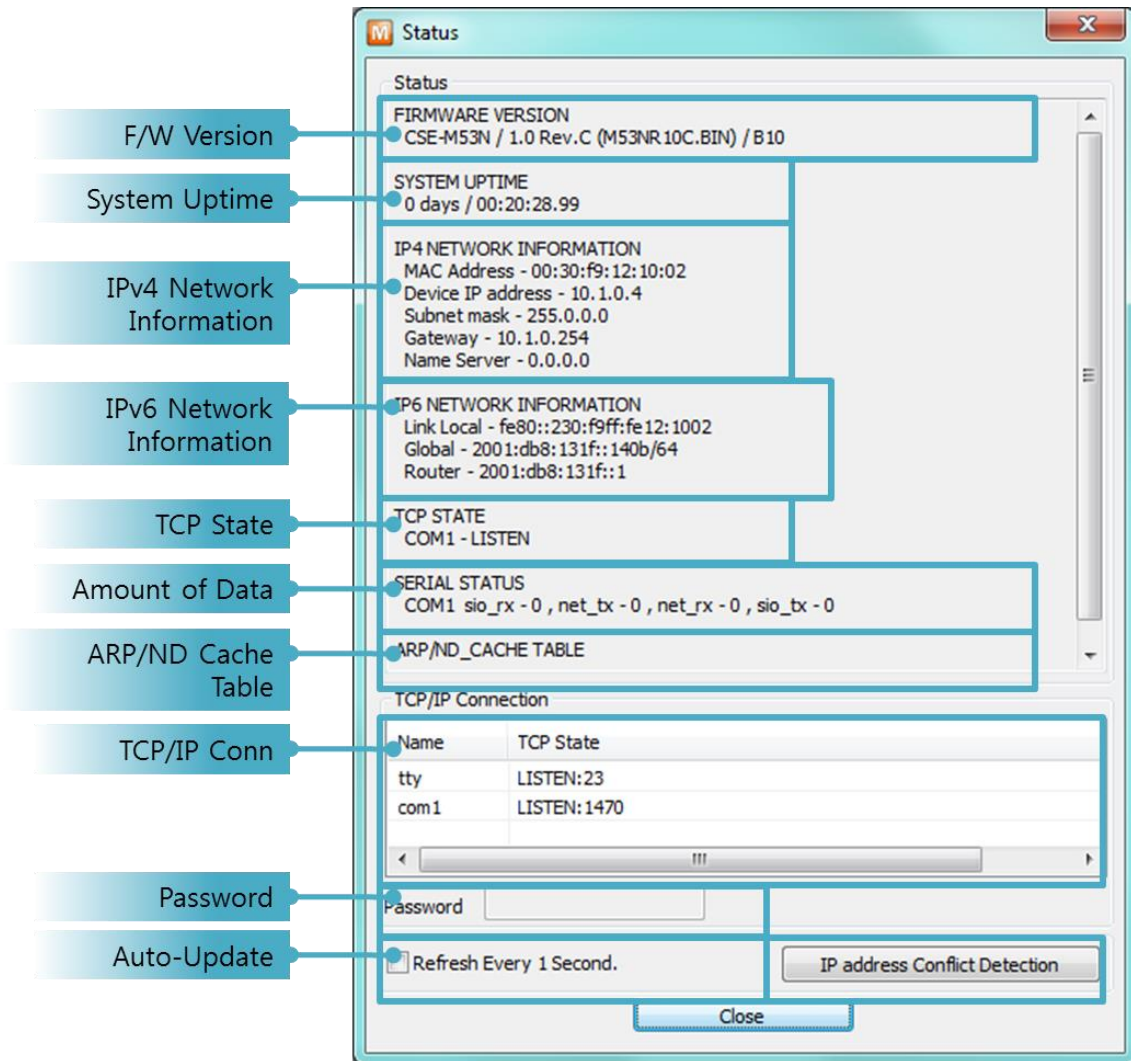 M Status
Status
F/W Version
FIRMWARE VERSION
CSE-M53N / 1.0 Rev.C (M53NR10C.BIN) / B10
System Uptime
SYSTEM UPTIME
0 days / 00:20:28.99
IPv4 Network
Information
IP4 NETWORK INFORMATION
MAC Address - 00:30:f9:12:10:02
Device IP address - 10.1.0.4
Subnet mask - 255.0.0.0
Gateway - 10.1.0.254
Name Server - 0.0.0.0
IPv6 Network
Information
IP6 NETWORK INFORMATION
Link Local - fe80::230:f9ff:fe12:1002
Global - 2001:db8:131f::140b/64
Router - 2001:db8:131f::1
TCP State
TCP STATE
COM1 - LISTEN
Amount of Data
SERIAL STATUS
COM1 sio_rx - 0 , net_tx - 0 , net_rx - 0 , sio_tx - 0
ARP/ND Cache
Table
ARP/ND_CACHE TABLE
TCP/IP Connection
TCP/IP Conn
Name TCP State
tty LISTEN:23
com1 LISTEN:1470
Password
Password
Auto-Update
Refresh Every 1 Second.
IP address Conflict Detection
Close